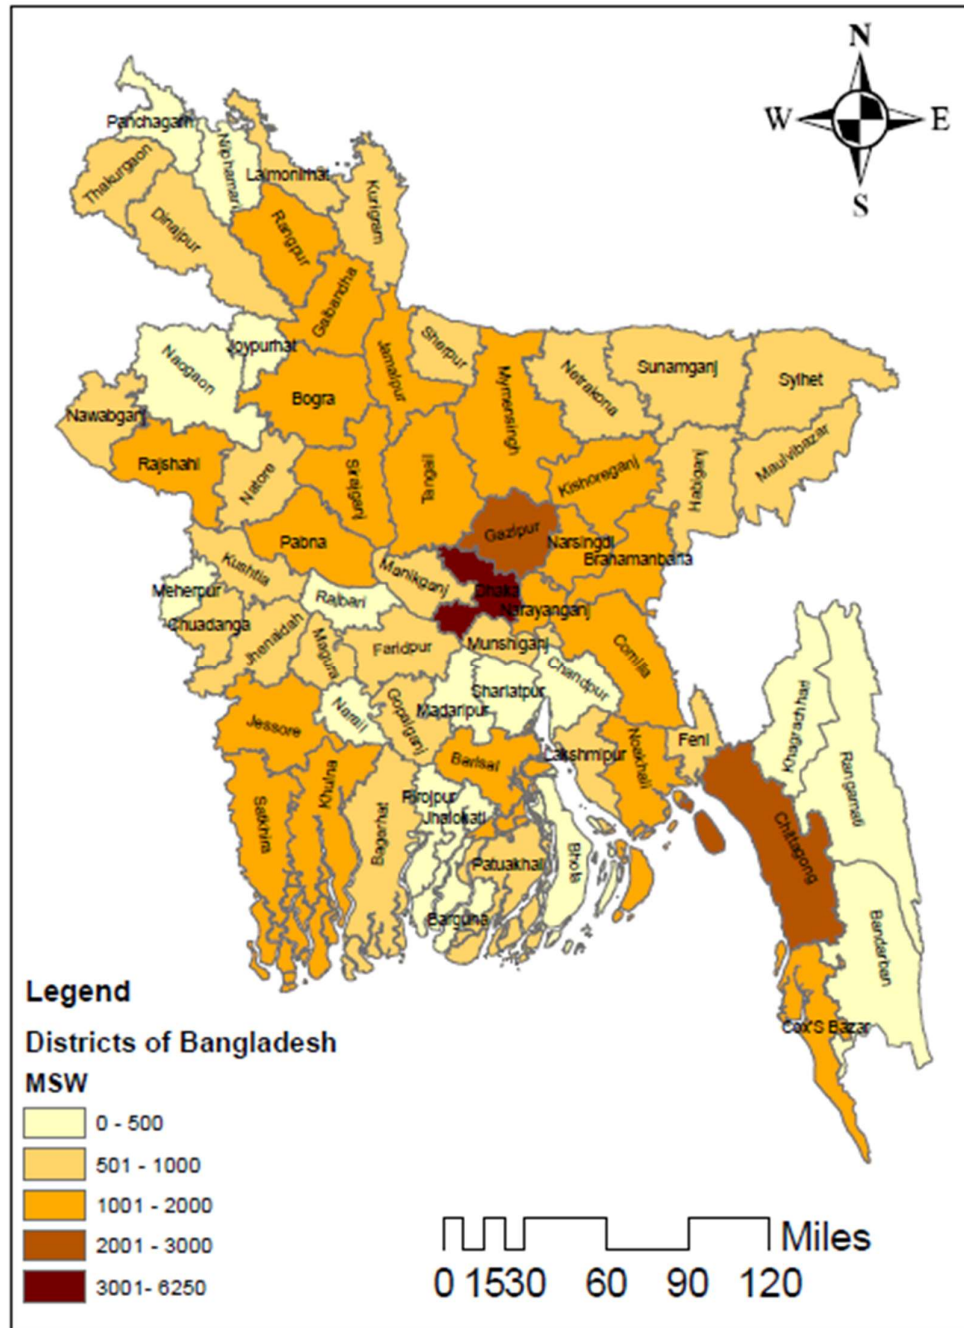 N
W E
S
Panchagarh
Nilphamari
Lalmonirhat
Thakurgaon
Dinajpur
Rangpur
Kurigram
Gaibandha
Joypurhat
Naogaon
Jamalpur
Sherpur
Mymensingh
Netrakona
Sunamganj
Sylhet
Bogra
Nawabganj
Rajshahi
Natore
Sirajganj
Tangail
Kishoreganj
Habiganj
Maulvibazar
Pabna
Gazipur
Narsingdi
Brahamanbaria
Kushtia
Manikganj
Dhaka
Meherpur
Rajbari
Narayanganj
Chuadanga
Jhenaidah
Magura
Faridpur
Munshiganj
Comilla
Chandpur
Shariatpur
Madaripur
Gopalganj
Narail
Jessore
Khagrachhari
Rangamati
Feni
Lakshmipur
Noakhali
Barisal
Khulna
Satkhira
Bagerhat
Pirojpur
Jhalokati
Patuakhali
Bhola
Barguna
Chittagong
Bandarban
Cox'S Bazar
Legend
Districts of Bangladesh
MSW
0 - 500
501 - 1000
1001 - 2000
2001 - 3000
3001- 6250
Miles
0 1530 60 90 120